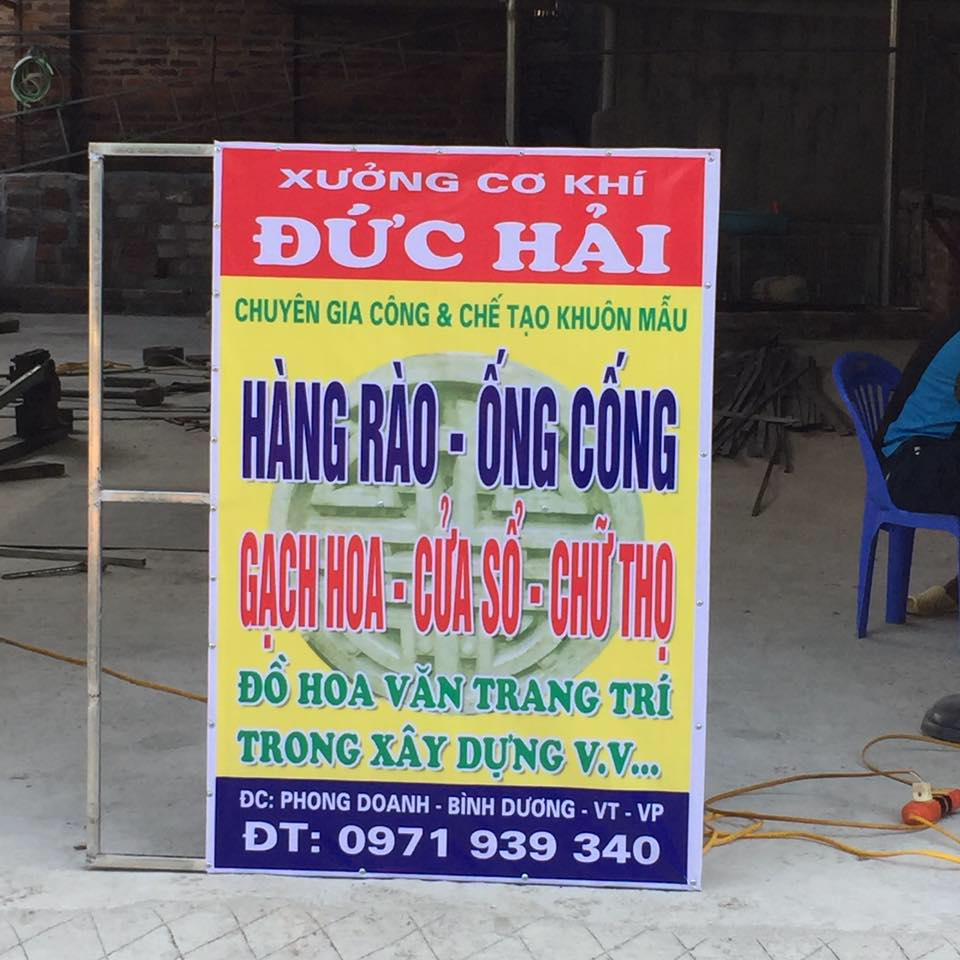 XƯỞNG CƠ KHÍ
ĐỨC HẢI
CHUYÊN GIA CÔNG & CHẾ TẠO KHUÔN MẪU
HÀNG RÀO - ỐNG CỐNG
GẠCH HOA - CỬA SỔ - CHỮ THỌ
ĐỒ HOA VĂN TRANG TRÍ
TRONG XÂY DỰNG V.V...
ĐC: PHONG DOANH - BÌNH DƯƠNG - VT - VP
ĐT: 0971 939 340